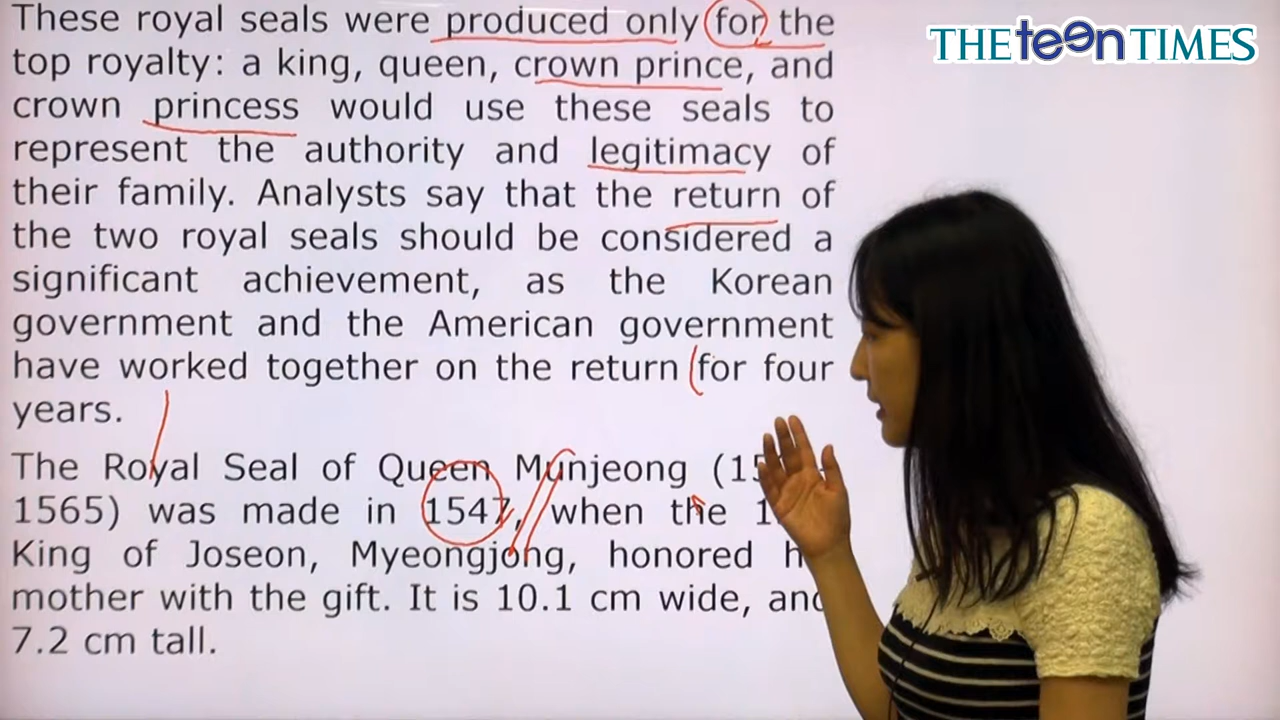 THE teen TIMES
These royal seals were produced only for the
top royalty: a king, queen, crown prince, and
crown princess would use these seals to
represent the authority and legitimacy of
their family. Analysts say that the return of
the two royal seals should be considered a
significant achievement, as the Korean
government and the American government
have worked together on the return for four
years.
The Royal Seal of Queen Munjeong
1565) was made in 1547, when the
King of Joseon, Myeongjong, honored
mother with the gift. It is 10.1 cm wide, and
7.2 cm tall.